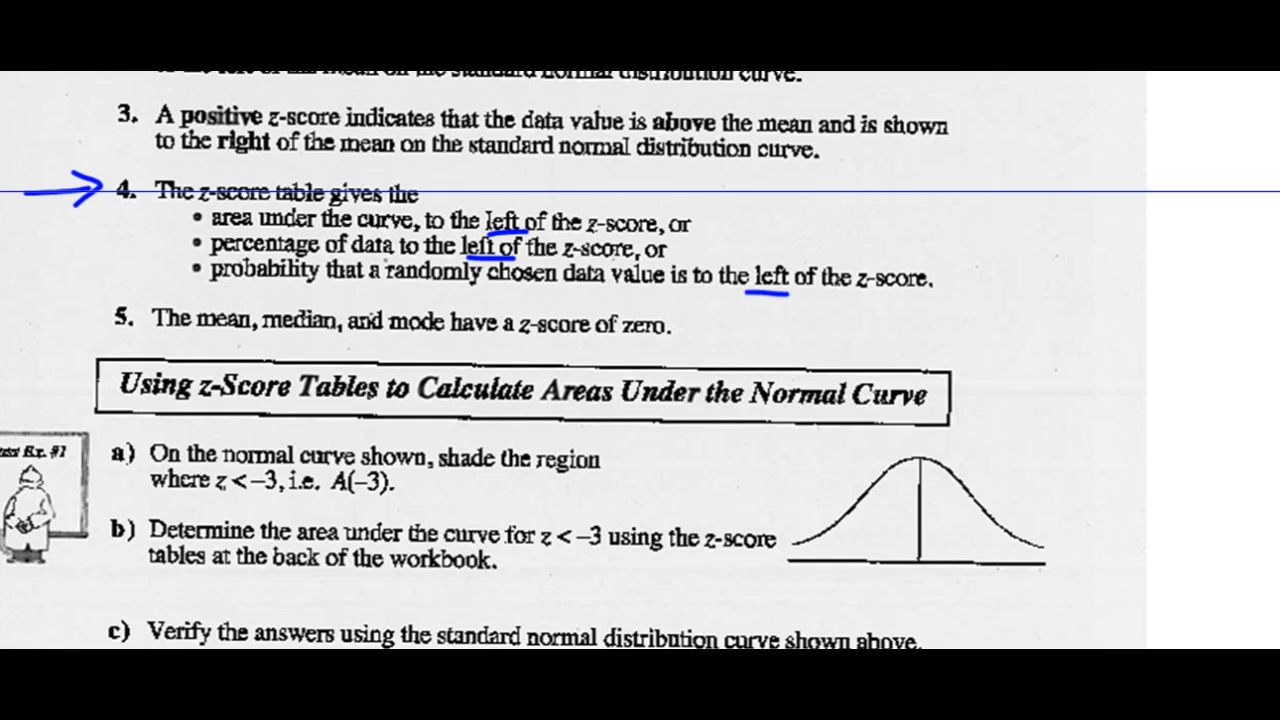 3. A positive z-score indicates that the data value is above the mean and is shown
to the right of the mean on the standard normal distribution curve.
4. The z-score table gives the
• area under the curve, to the left of the z-score, or
• percentage of data to the left of the z-score, or
• probability that a randomly chosen data value is to the left of the z-score.
5. The mean, median, and mode have a z-score of zero.
Using z-Score Tables to Calculate Areas Under the Normal Curve
Ex. #1
a) On the normal curve shown, shade the region
where z < -3, i.e. A(-3).
b) Determine the area under the curve for z < -3 using the z-score
tables at the back of the workbook.
c) Verify the answers using the standard normal distribution curve shown above.